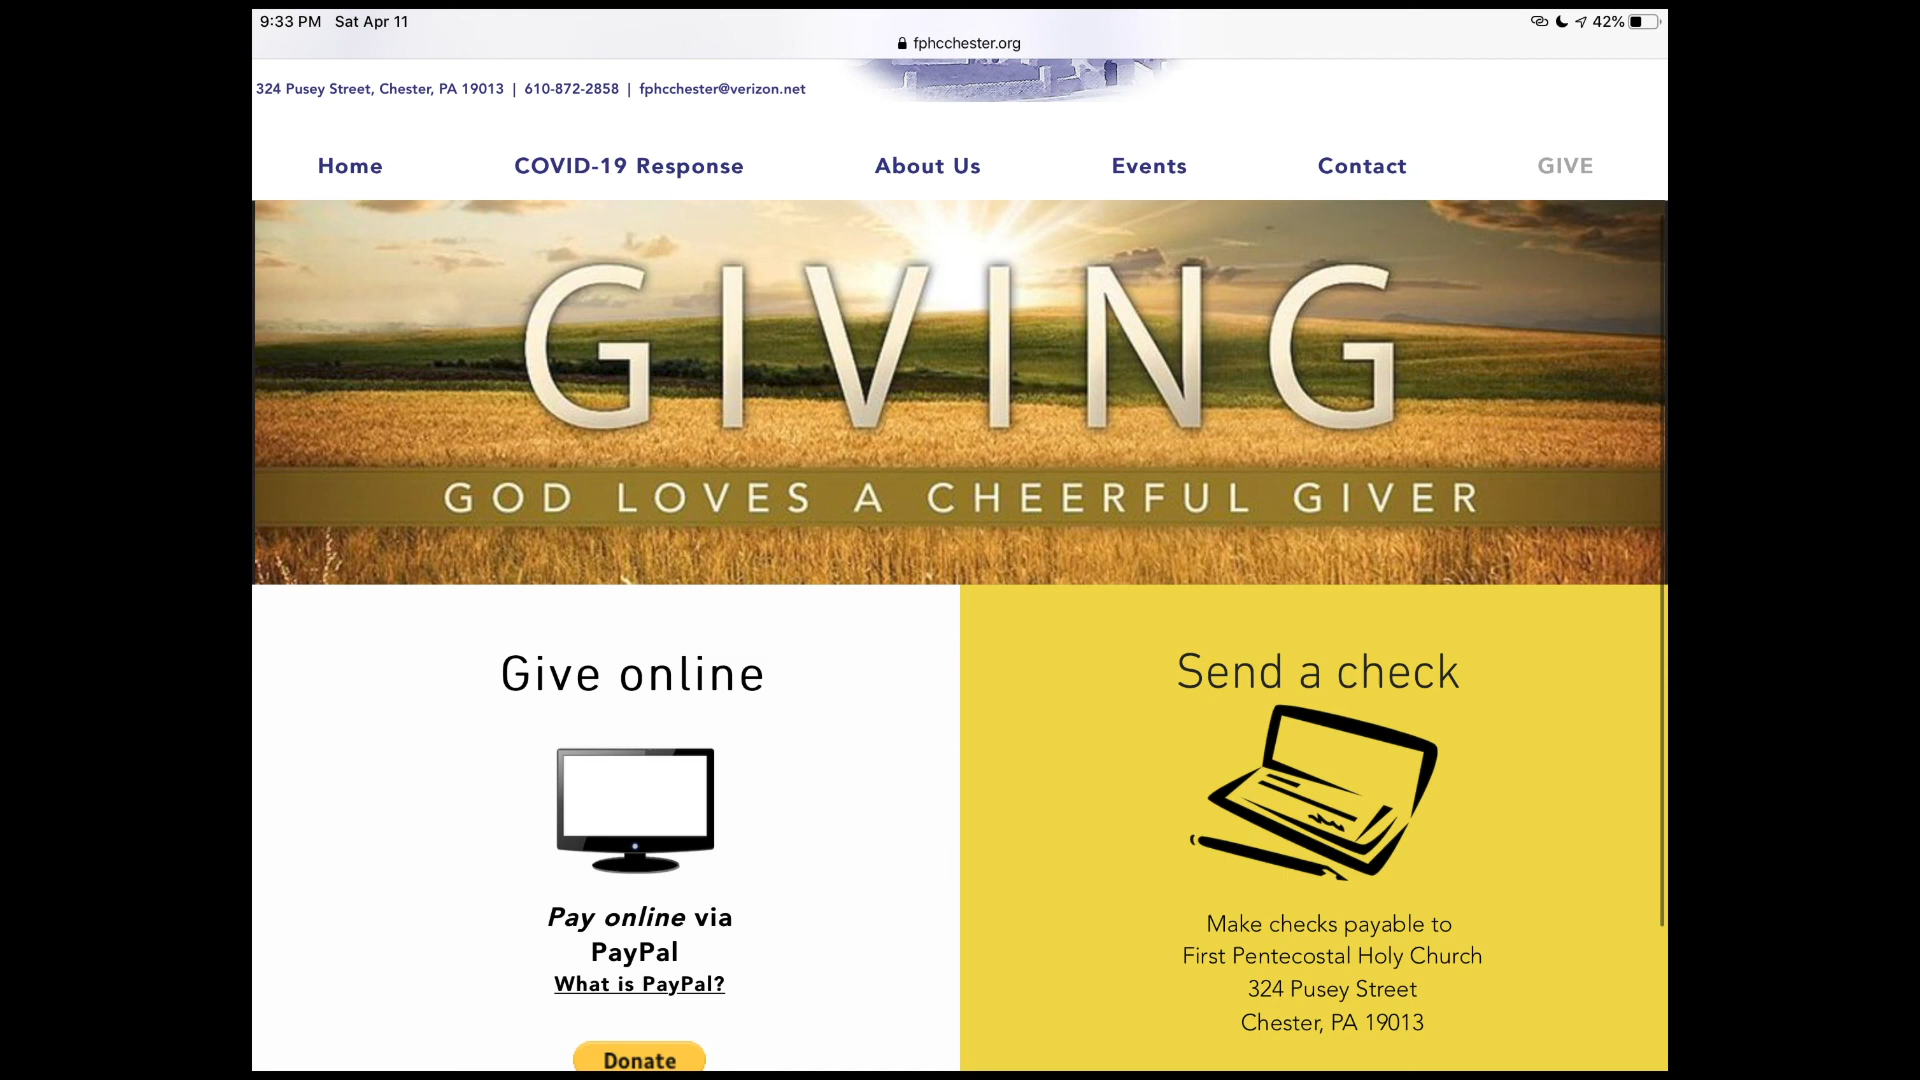 9:33 PM Sat Apr 11
42%
fphcchester.org
324 Pusey Street, Chester, PA 19013 | 610-872-2858 | fphcchester@verizon.net
Home COVID-19 Response About Us Events Contact GIVE
GIVING
GOD LOVES A CHEERFUL GIVER
Give online
Pay online via
PayPal
What is PayPal?
Donate
Send a check
Make checks payable to
First Pentecostal Holy Church
324 Pusey Street
Chester, PA 19013